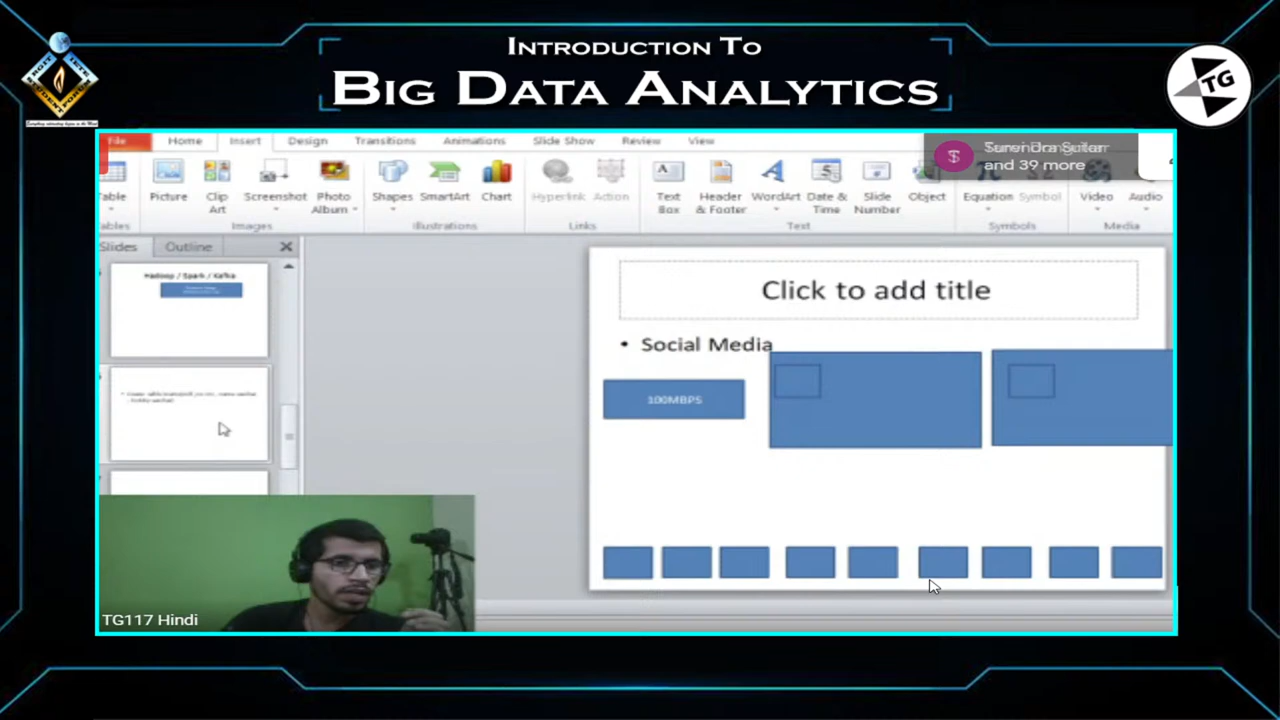 INTRODUCTION TO
BIG DATA ANALYTICS
TG
File Home Insert Design Transitions Animations Slide Show Review View
S
and 39 more
Table Picture Clip Art Screenshot Photo Album Shapes SmartArt Chart Hyperlink Action Text Box Header & Footer WordArt Date & Time Slide Number Object Equation Symbol Video Audio
Images Illustrations Links Text Symbols Media
Slides Outline
Hadoop / Spark / Kafka
Click to add title
• Social Media
100MBPS
TG117 Hindi